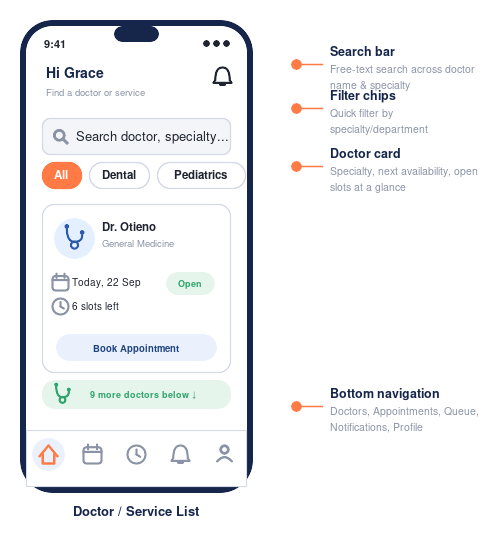 9:41
Hi Grace
Find a doctor or service
Search doctor, specialty...
All
Dental
Pediatrics
Dr. Otieno
General Medicine
Today, 22 Sep
Open
6 slots left
Book Appointment
9 more doctors below ↓
Doctor / Service List
Search bar
Free-text search across doctor
name & specialty
Filter chips
Quick filter by
specialty/department
Doctor card
Specialty, next availability, open
slots at a glance
Bottom navigation
Doctors, Appointments, Queue,
Notifications, Profile